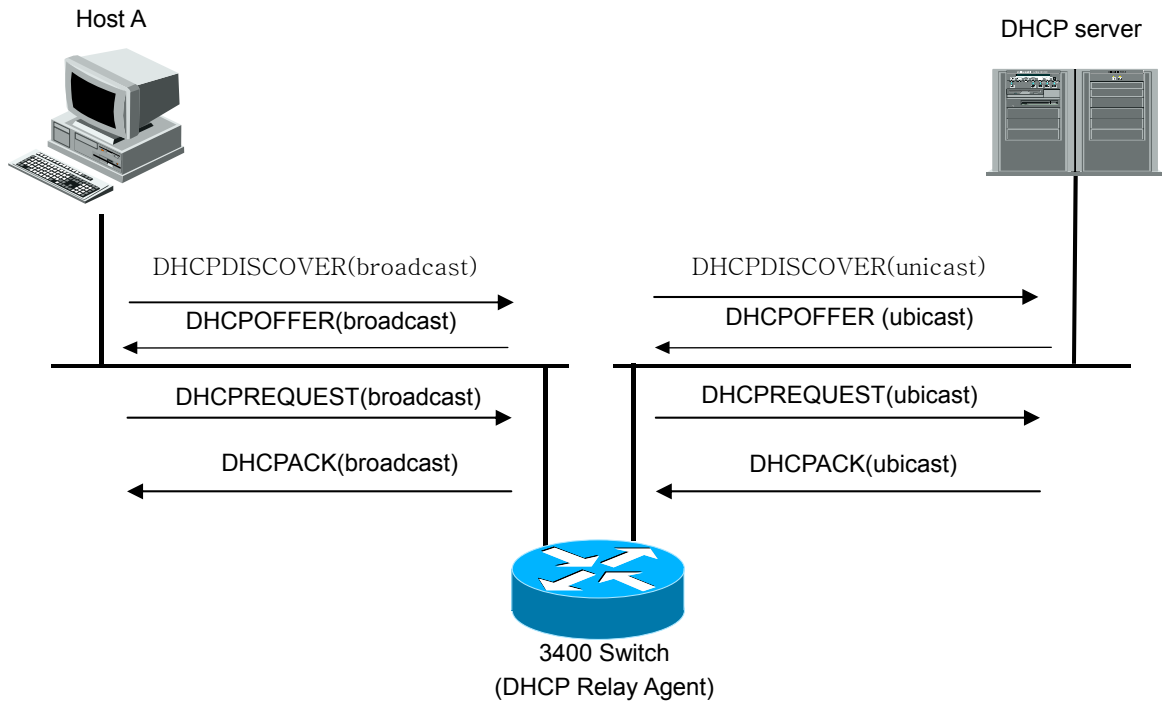 Host A
DHCP server
DHCPDISCOVER(broadcast)
DHCPDISCOVER(unicast)
DHCPOFFER(broadcast)
DHCPOFFER (ubicast)
DHCPREQUEST(broadcast)
DHCPREQUEST(ubicast)
DHCPACK(broadcast)
DHCPACK(ubicast)
3400 Switch
(DHCP Relay Agent)